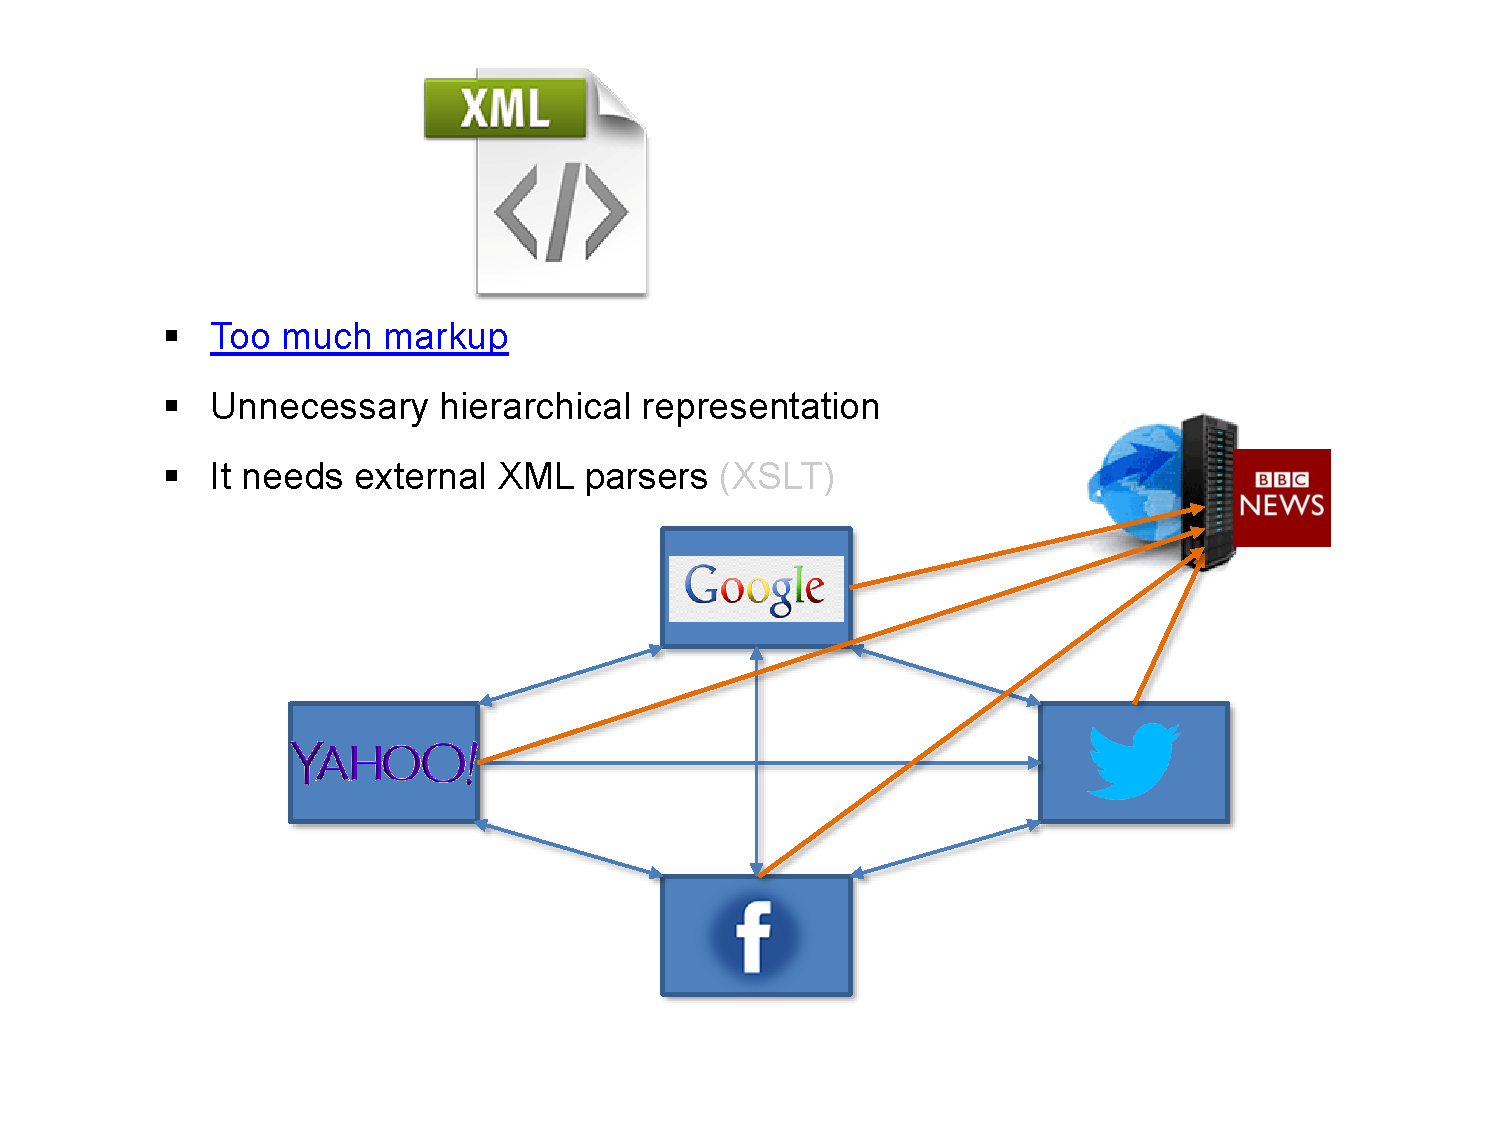 XML
</>
▪ Too much markup
▪ Unnecessary hierarchical representation
▪ It needs external XML parsers (XSLT)
BBC
NEWS
Google
YAHOO!
f